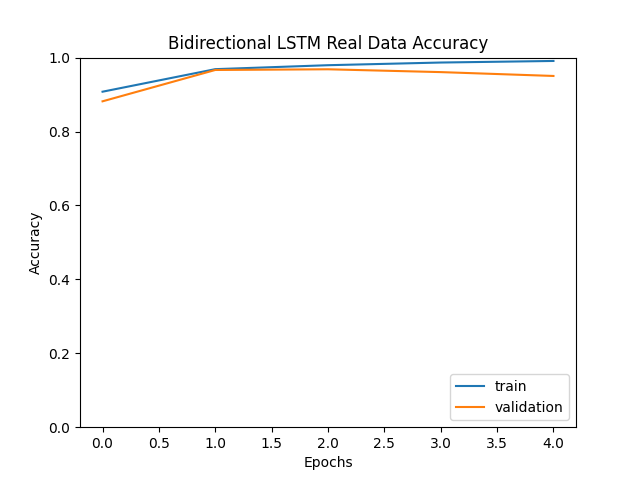 Bidirectional LSTM Real Data Accuracy
1.0
0.8
0.6
0.4
0.2
0.0
Accuracy
train
validation
0.0 0.5 1.0 1.5 2.0 2.5 3.0 3.5 4.0
Epochs